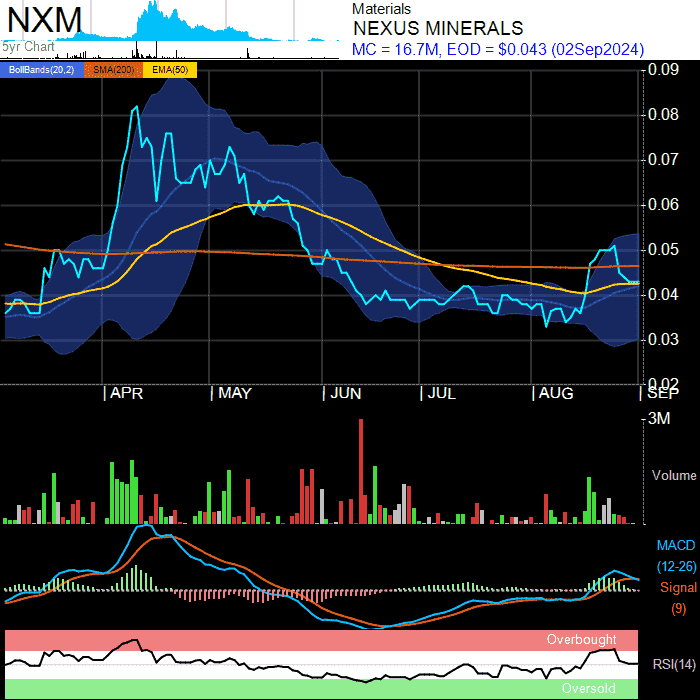 NXM
5yr Chart
Materials
NEXUS MINERALS
MC = 16.7M, EOD = $0.043 (02Sep2024)
BollBands(20,2) SMA(200) EMA(50)
0.09
0.08
0.07
0.06
0.05
0.04
0.03
0.02
APR MAY JUN JUL AUG SEP
3M
Volume
MACD
(12-26)
Signal
(9)
Overbought
RSI(14)
Oversold